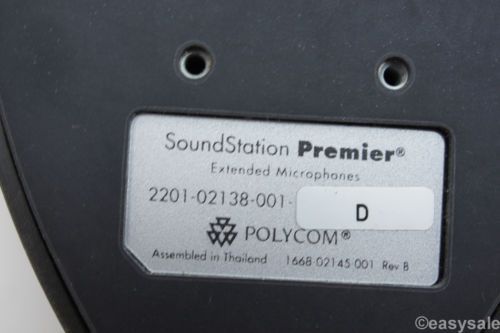 SoundStation Premier®
Extended Microphones
2201-02138-001- D
POLYCOM®
Assembled in Thailand 1668-02145-001 Rev B
©easysale